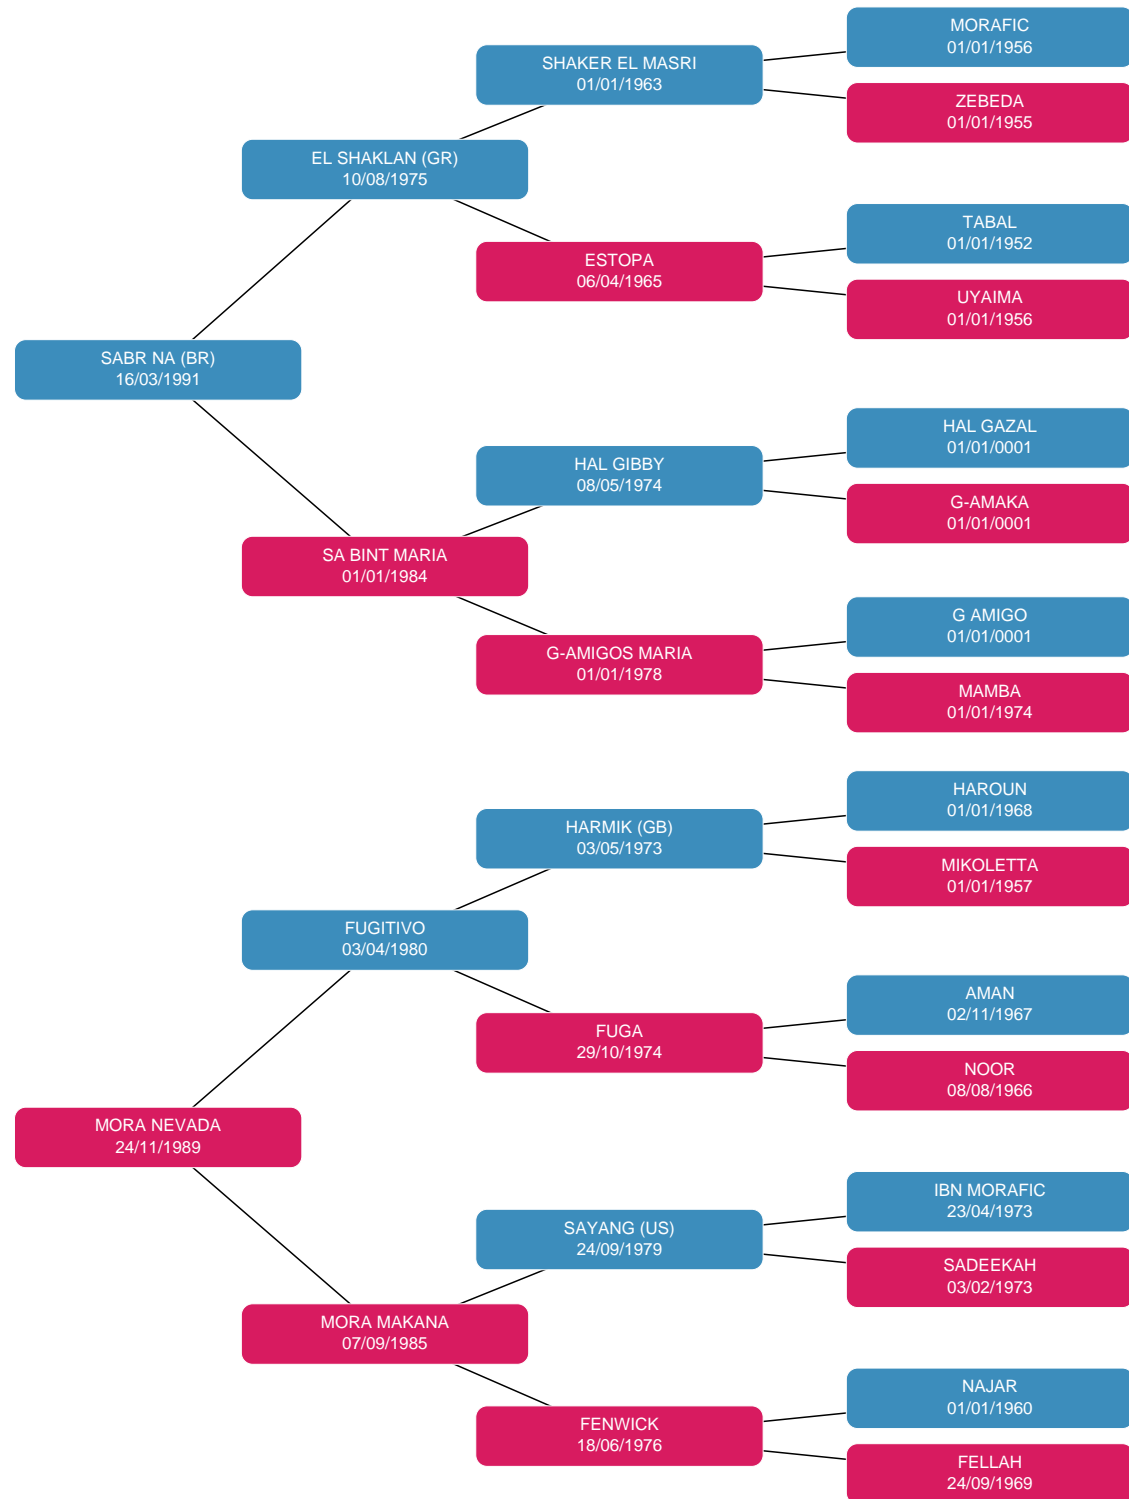 MORAFIC
01/01/1956
SHAKER EL MASRI
01/01/1963
ZEBEDA
01/01/1955
EL SHAKLAN (GR)
10/08/1975
TABAL
01/01/1952
ESTOPA
06/04/1965
UYAIMA
01/01/1956
SABR NA (BR)
16/03/1991
HAL GAZAL
01/01/0001
HAL GIBBY
08/05/1974
G-AMAKA
01/01/0001
SA BINT MARIA
01/01/1984
G AMIGO
01/01/0001
G-AMIGOS MARIA
01/01/1978
MAMBA
01/01/1974
HAROUN
01/01/1968
HARMIK (GB)
03/05/1973
MIKOLETTA
01/01/1957
FUGITIVO
03/04/1980
AMAN
02/11/1967
FUGA
29/10/1974
NOOR
08/08/1966
MORA NEVADA
24/11/1989
IBN MORAFIC
23/04/1973
SAYANG (US)
24/09/1979
SADEEKAH
03/02/1973
MORA MAKANA
07/09/1985
NAJAR
01/01/1960
FENWICK
18/06/1976
FELLAH
24/09/1969